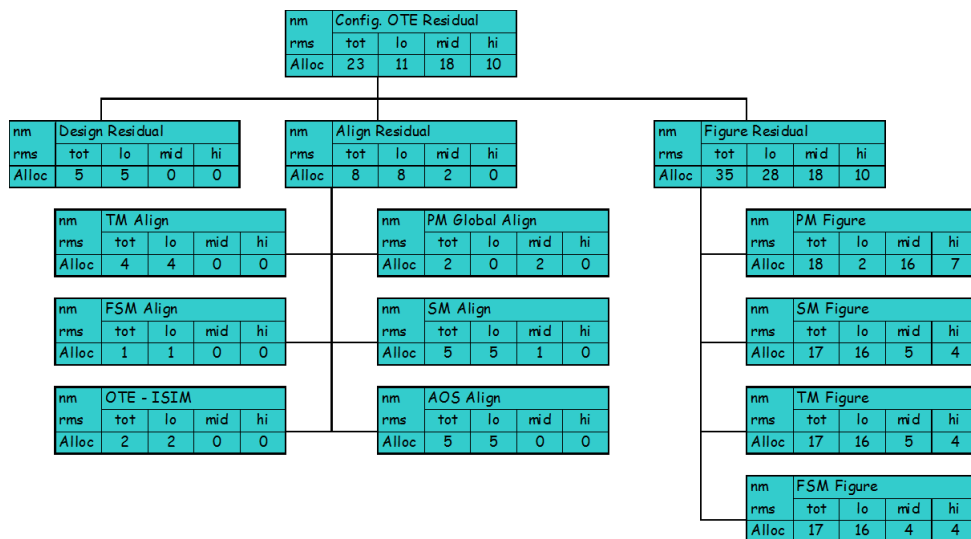 nm Config. OTE Residual
rms tot lo mid hi
Alloc 23 11 18 10
nm Design Residual
rms tot lo mid hi
Alloc 5 5 0 0
nm Align Residual
rms tot lo mid hi
Alloc 8 8 2 0
nm Figure Residual
rms tot lo mid hi
Alloc 35 28 18 10
nm TM Align
rms tot lo mid hi
Alloc 4 4 0 0
nm PM Global Align
rms tot lo mid hi
Alloc 2 0 2 0
nm PM Figure
rms tot lo mid hi
Alloc 18 2 16 7
nm FSM Align
rms tot lo mid hi
Alloc 1 1 0 0
nm SM Align
rms tot lo mid hi
Alloc 5 5 1 0
nm SM Figure
rms tot lo mid hi
Alloc 17 16 5 4
nm OTE - ISIM
rms tot lo mid hi
Alloc 2 2 0 0
nm AOS Align
rms tot lo mid hi
Alloc 5 5 0 0
nm TM Figure
rms tot lo mid hi
Alloc 17 16 5 4
nm FSM Figure
rms tot lo mid hi
Alloc 17 16 4 4